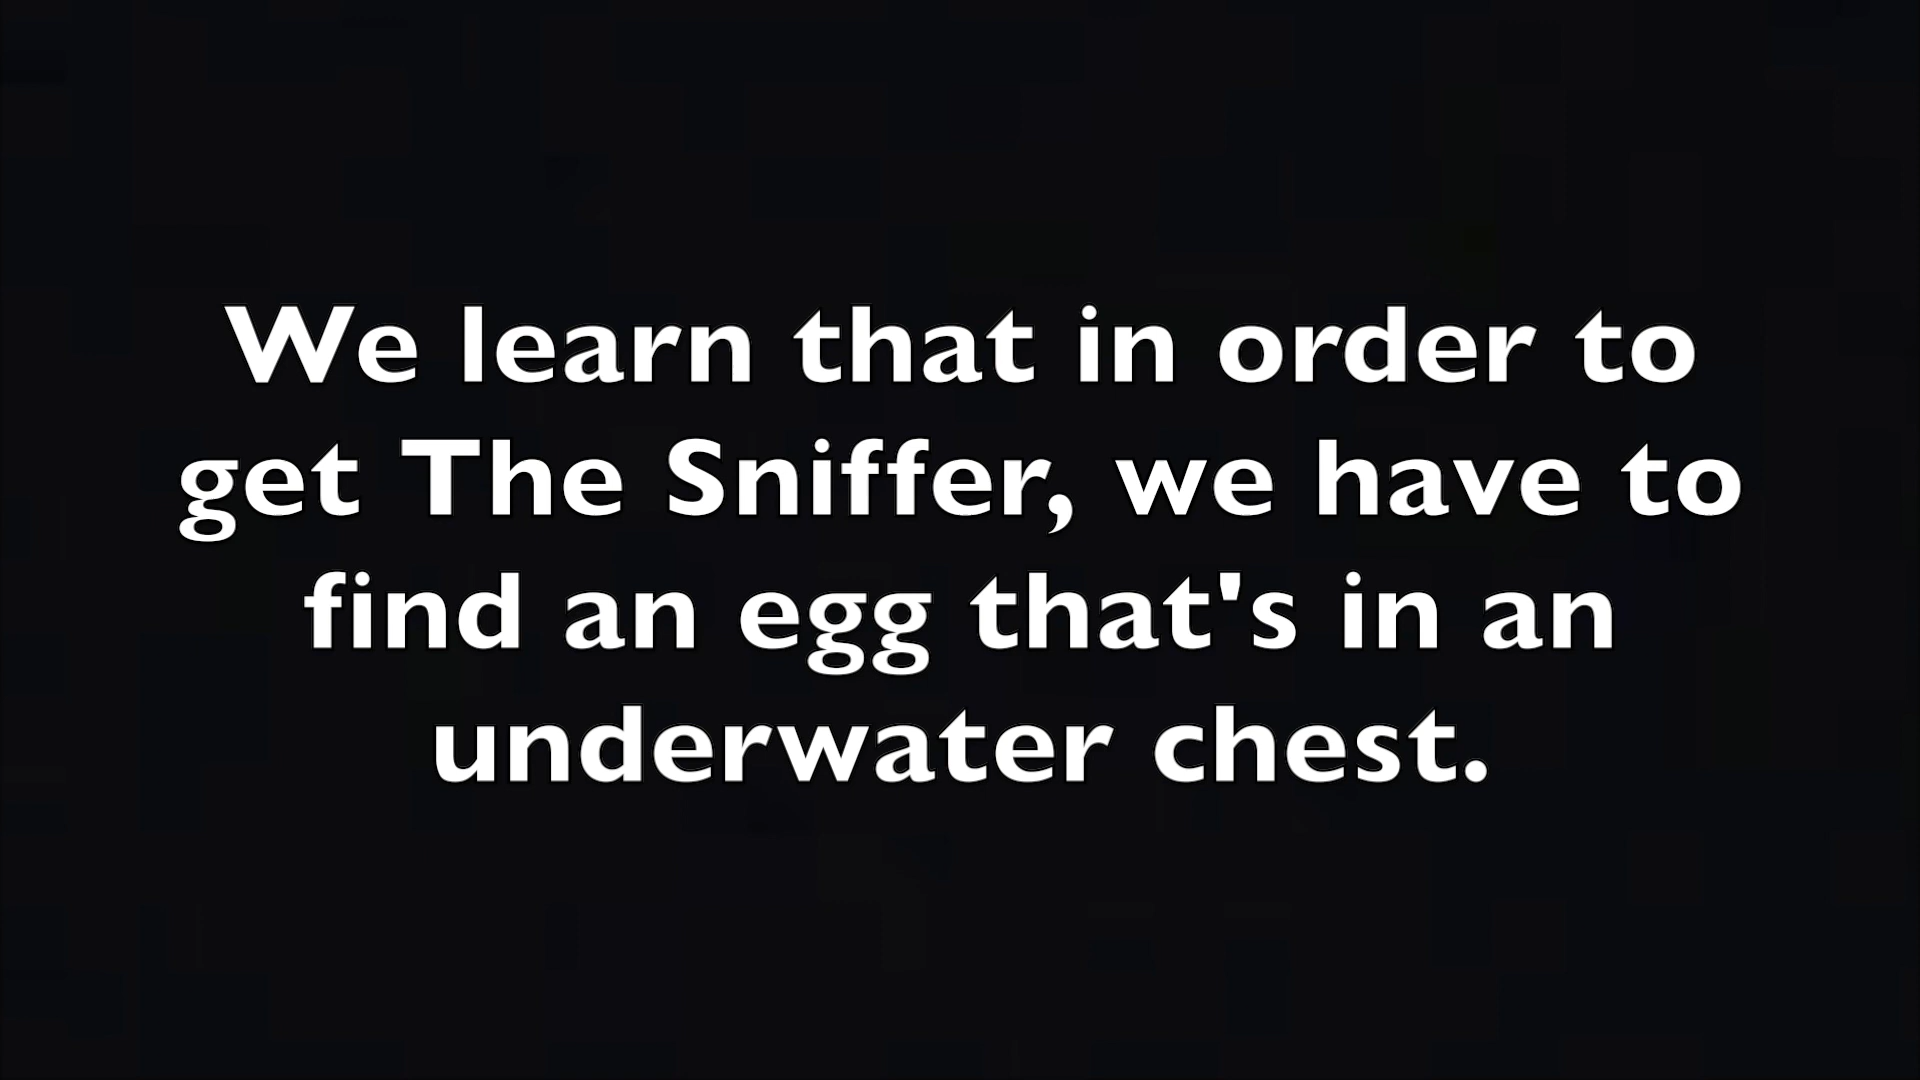 We learn that in order to
get The Sniffer, we have to
find an egg that's in an
underwater chest.